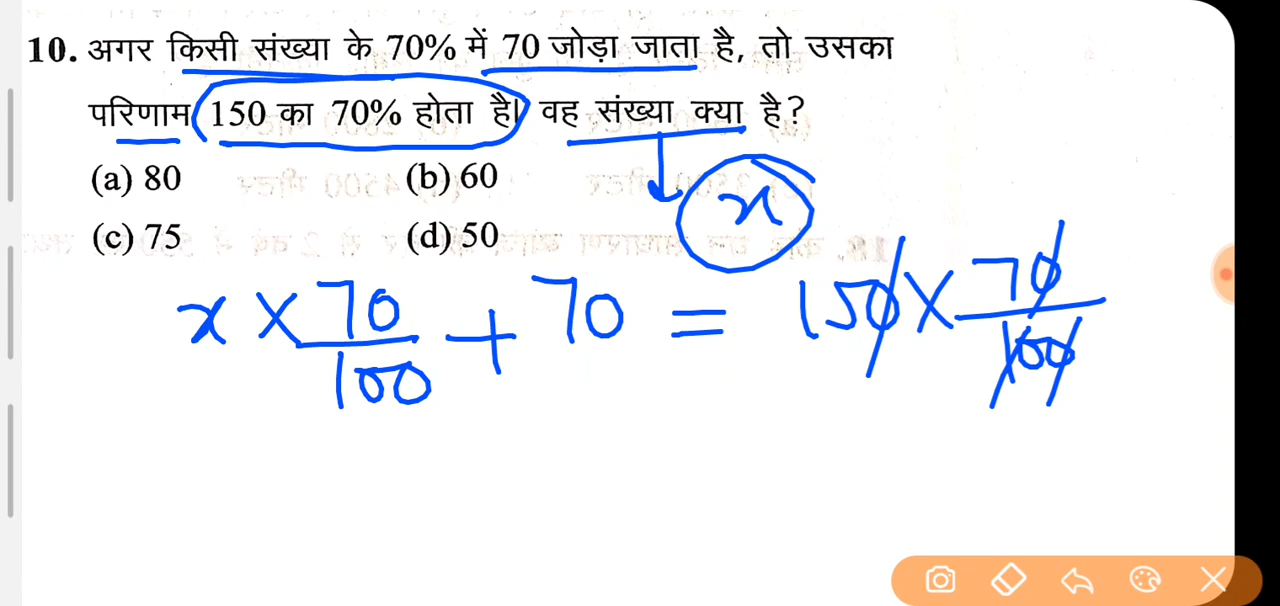 10. अगर किसी संख्या के 70% में 70 जोड़ा जाता है, तो उसका
परिणाम 150 का 70% होता है। वह संख्या क्या है?
(a) 80 (b) 60
(c) 75 (d) 50
x
x × 70/100 + 70 = 150 × 70/100